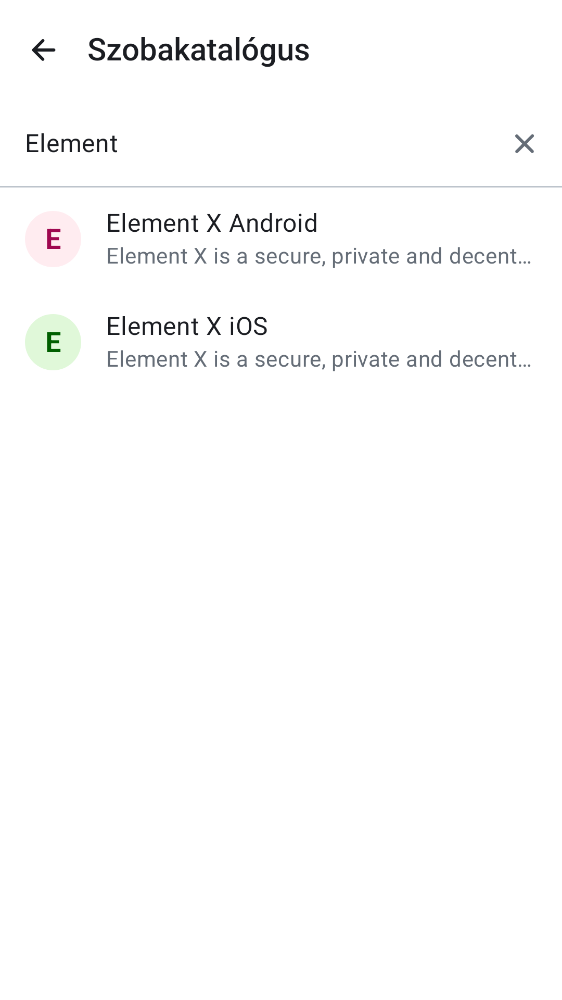 Szobakatalógus
Element
E
Element X Android
Element X is a secure, private and decent…
E
Element X iOS
Element X is a secure, private and decent…